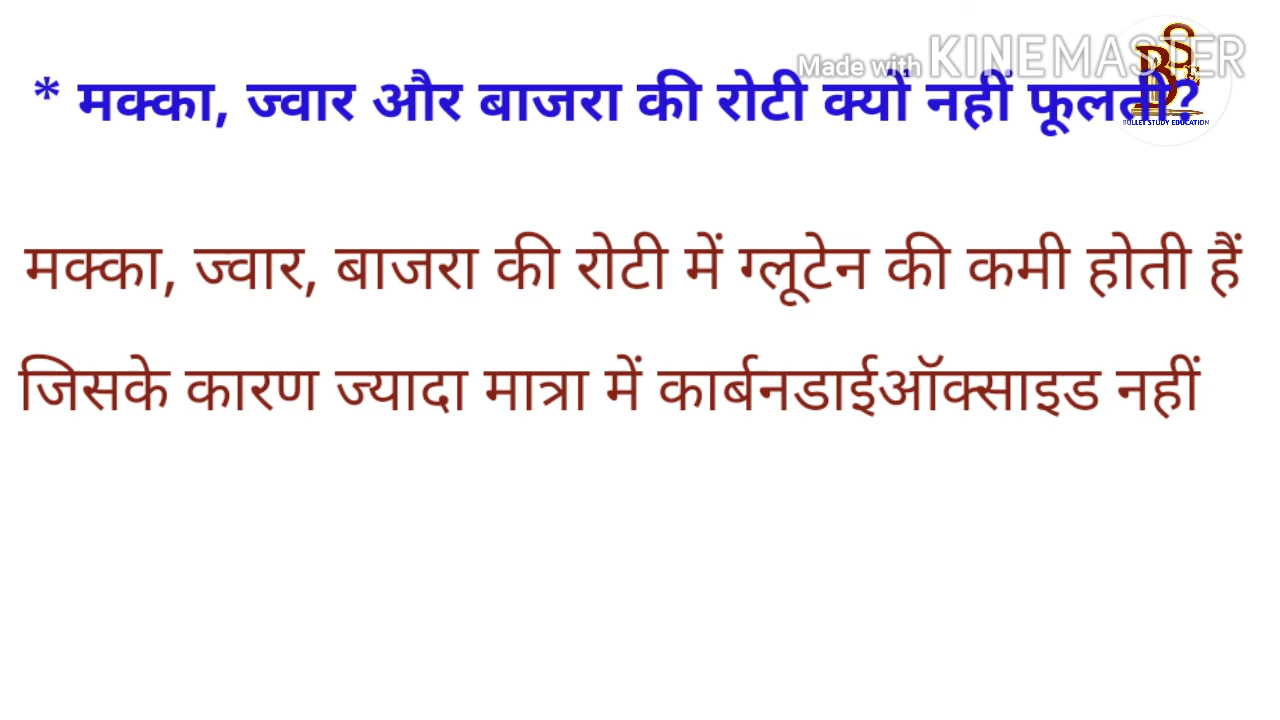 Made with KINEMASTER
* मक्का, ज्वार और बाजरा की रोटी क्यों नहीं फूलती?
BULLET STUDY EDUCATION
मक्का, ज्वार, बाजरा की रोटी में ग्लूटेन की कमी होती हैं
जिसके कारण ज्यादा मात्रा में कार्बनडाईऑक्साइड नहीं